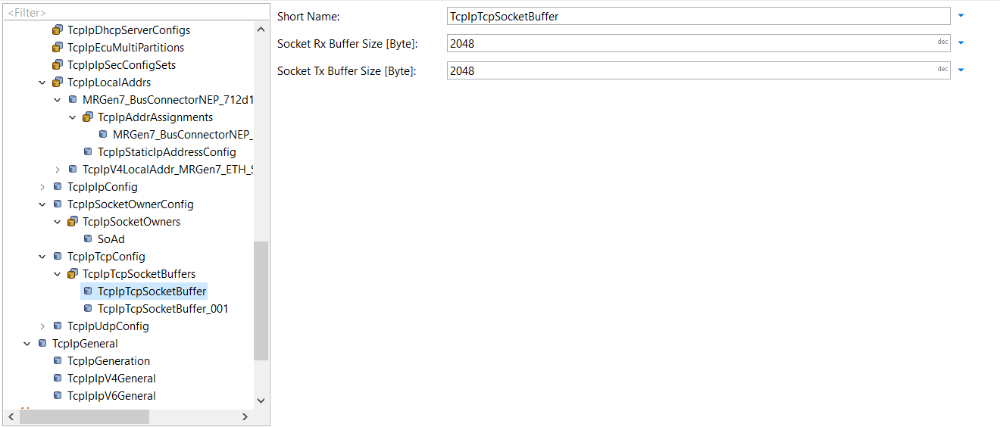 <Filter>
TcpIpDhcpServerConfigs
TcpIpEcuMultiPartitions
TcpIpIpSecConfigSets
TcpIpLocalAddrs
MRGen7_BusConnectorNEP_712d1
TcpIpAddrAssignments
MRGen7_BusConnectorNEP_
TcpIpStaticIpAddressConfig
TcpIpV4LocalAddr_MRGen7_ETH_S
TcpIpIpConfig
TcpIpSocketOwnerConfig
TcpIpSocketOwners
SoAd
TcpIpTcpConfig
TcpIpTcpSocketBuffers
TcpIpTcpSocketBuffer
TcpIpTcpSocketBuffer_001
TcpIpUdpConfig
TcpIpGeneral
TcpIpGeneration
TcpIpIpV4General
TcpIpIpV6General
Short Name: TcpIpTcpSocketBuffer
Socket Rx Buffer Size [Byte]: 2048 dec
Socket Tx Buffer Size [Byte]: 2048 dec